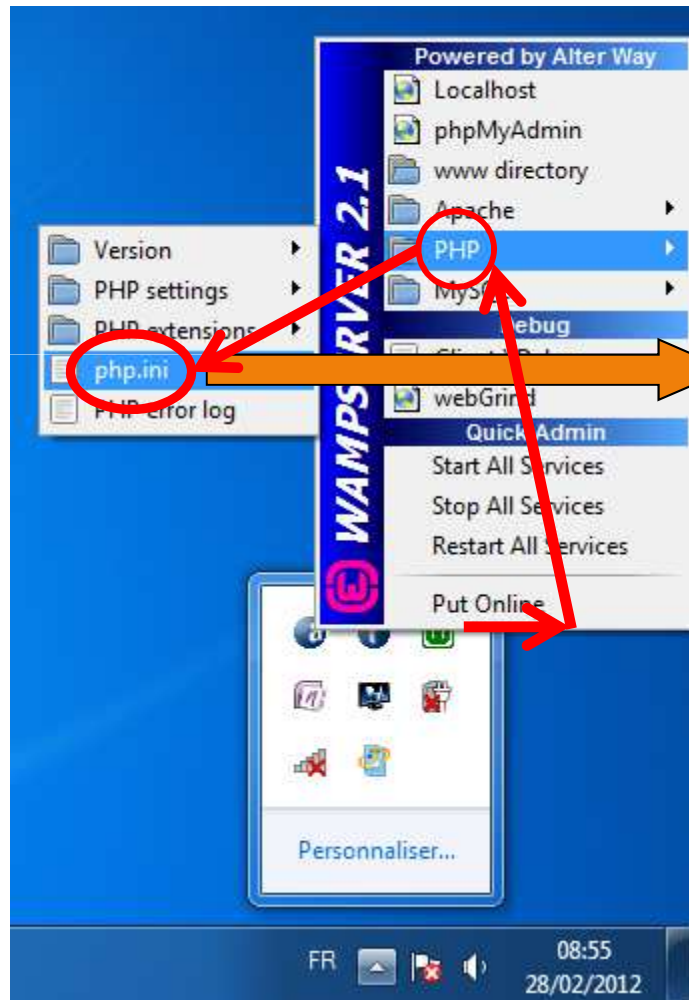 Powered by Alter Way
Localhost
phpMyAdmin
www directory
Apache
PHP
Debug
webGrind
Quick Admin
Start All Services
Stop All Services
Restart All Services
Put Online
WAMPSERVER 2.1
Version
PHP settings
PHP extensions
php.ini
PHP error log
Personnaliser...
FR
08:55
28/02/2012